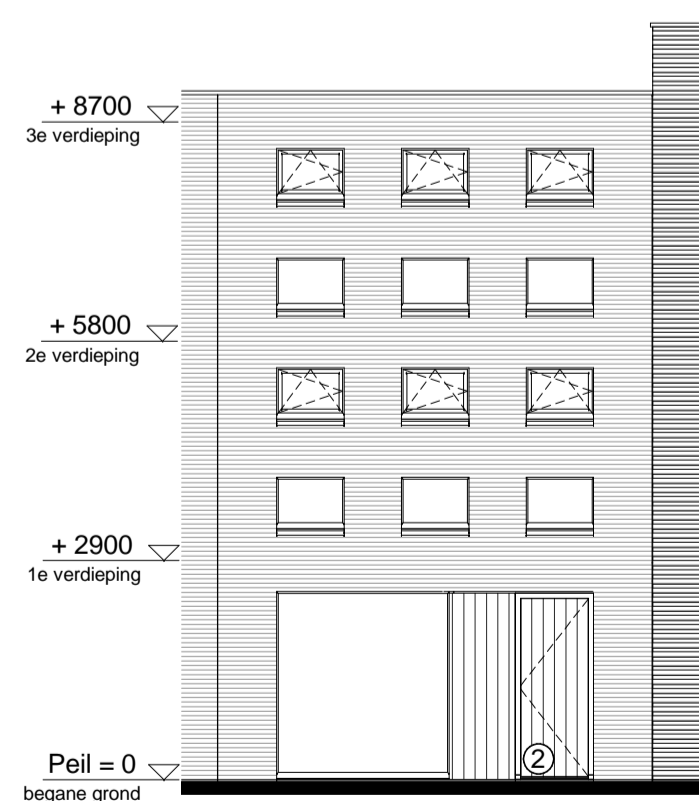 + 8700
3e verdieping
+ 5800
2e verdieping
+ 2900
1e verdieping
Peil = 0
2
begane grond